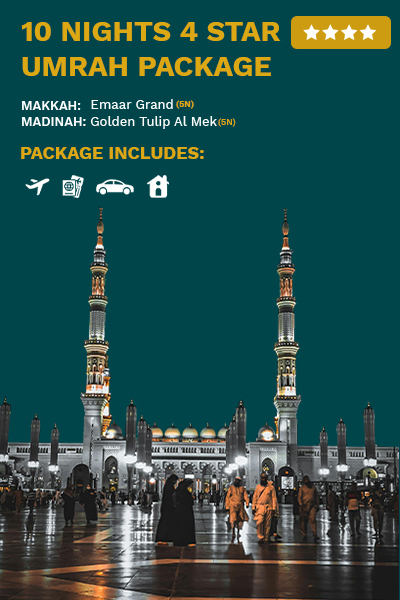 10 NIGHTS 4 STAR
UMRAH PACKAGE
MAKKAH: Emaar Grand (5N)
MADINAH: Golden Tulip Al Mek(5N)
PACKAGE INCLUDES: